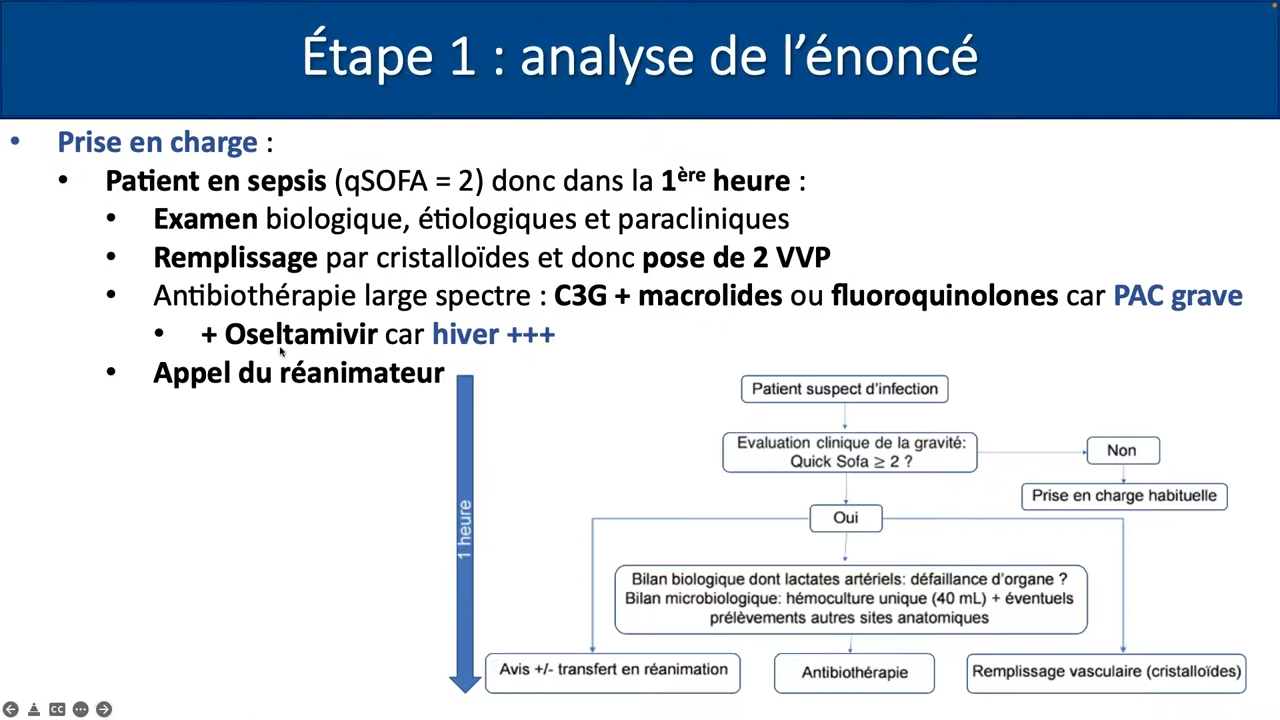 Étape 1 : analyse de l’énoncé
• Prise en charge :
• Patient en sepsis (qSOFA = 2) donc dans la 1ère heure :
• Examen biologique, étiologiques et paracliniques
• Remplissage par cristalloïdes et donc pose de 2 VVP
• Antibiothérapie large spectre : C3G + macrolides ou fluoroquinolones car PAC grave
• + Oseltamivir car hiver +++
• Appel du réanimateur
1 heure
Patient suspect d’infection
Evaluation clinique de la gravité:
Quick Sofa ≥ 2 ?
Non
Prise en charge habituelle
Oui
Bilan biologique dont lactates artériels: défaillance d’organe ?
Bilan microbiologique: hémoculture unique (40 mL) + éventuels
prélèvements autres sites anatomiques
Avis +/- transfert en réanimation
Antibiothérapie
Remplissage vasculaire (cristalloïdes)
CC